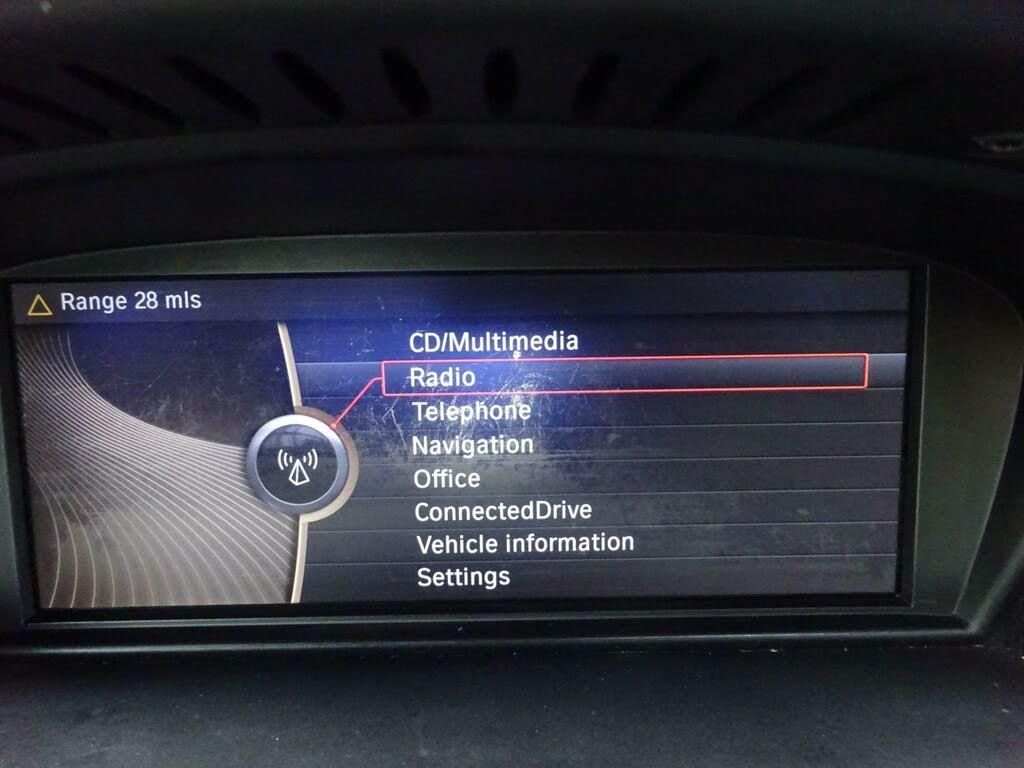 Range 28 mls
CD/Multimedia
Radio
Telephone
Navigation
Office
ConnectedDrive
Vehicle information
Settings